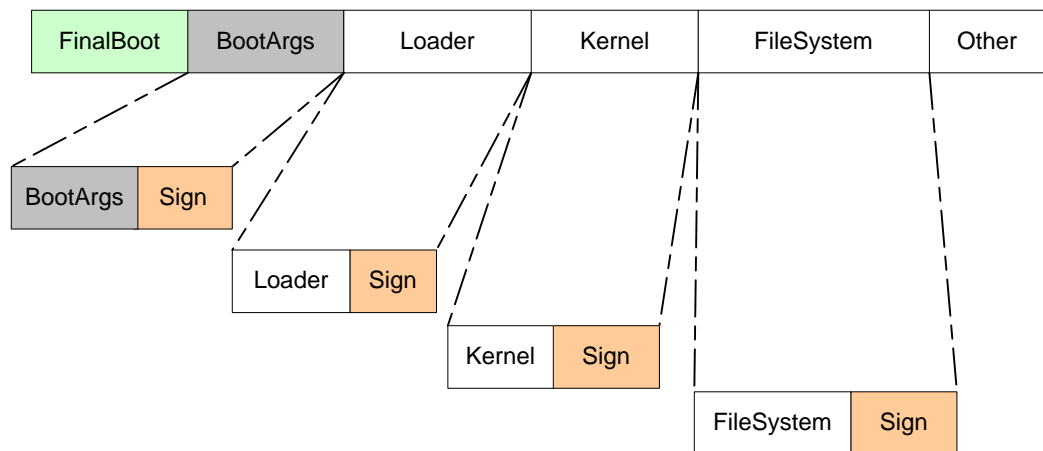 FinalBoot BootArgs Loader Kernel FileSystem Other
BootArgs Sign
Loader Sign
Kernel Sign
FileSystem Sign